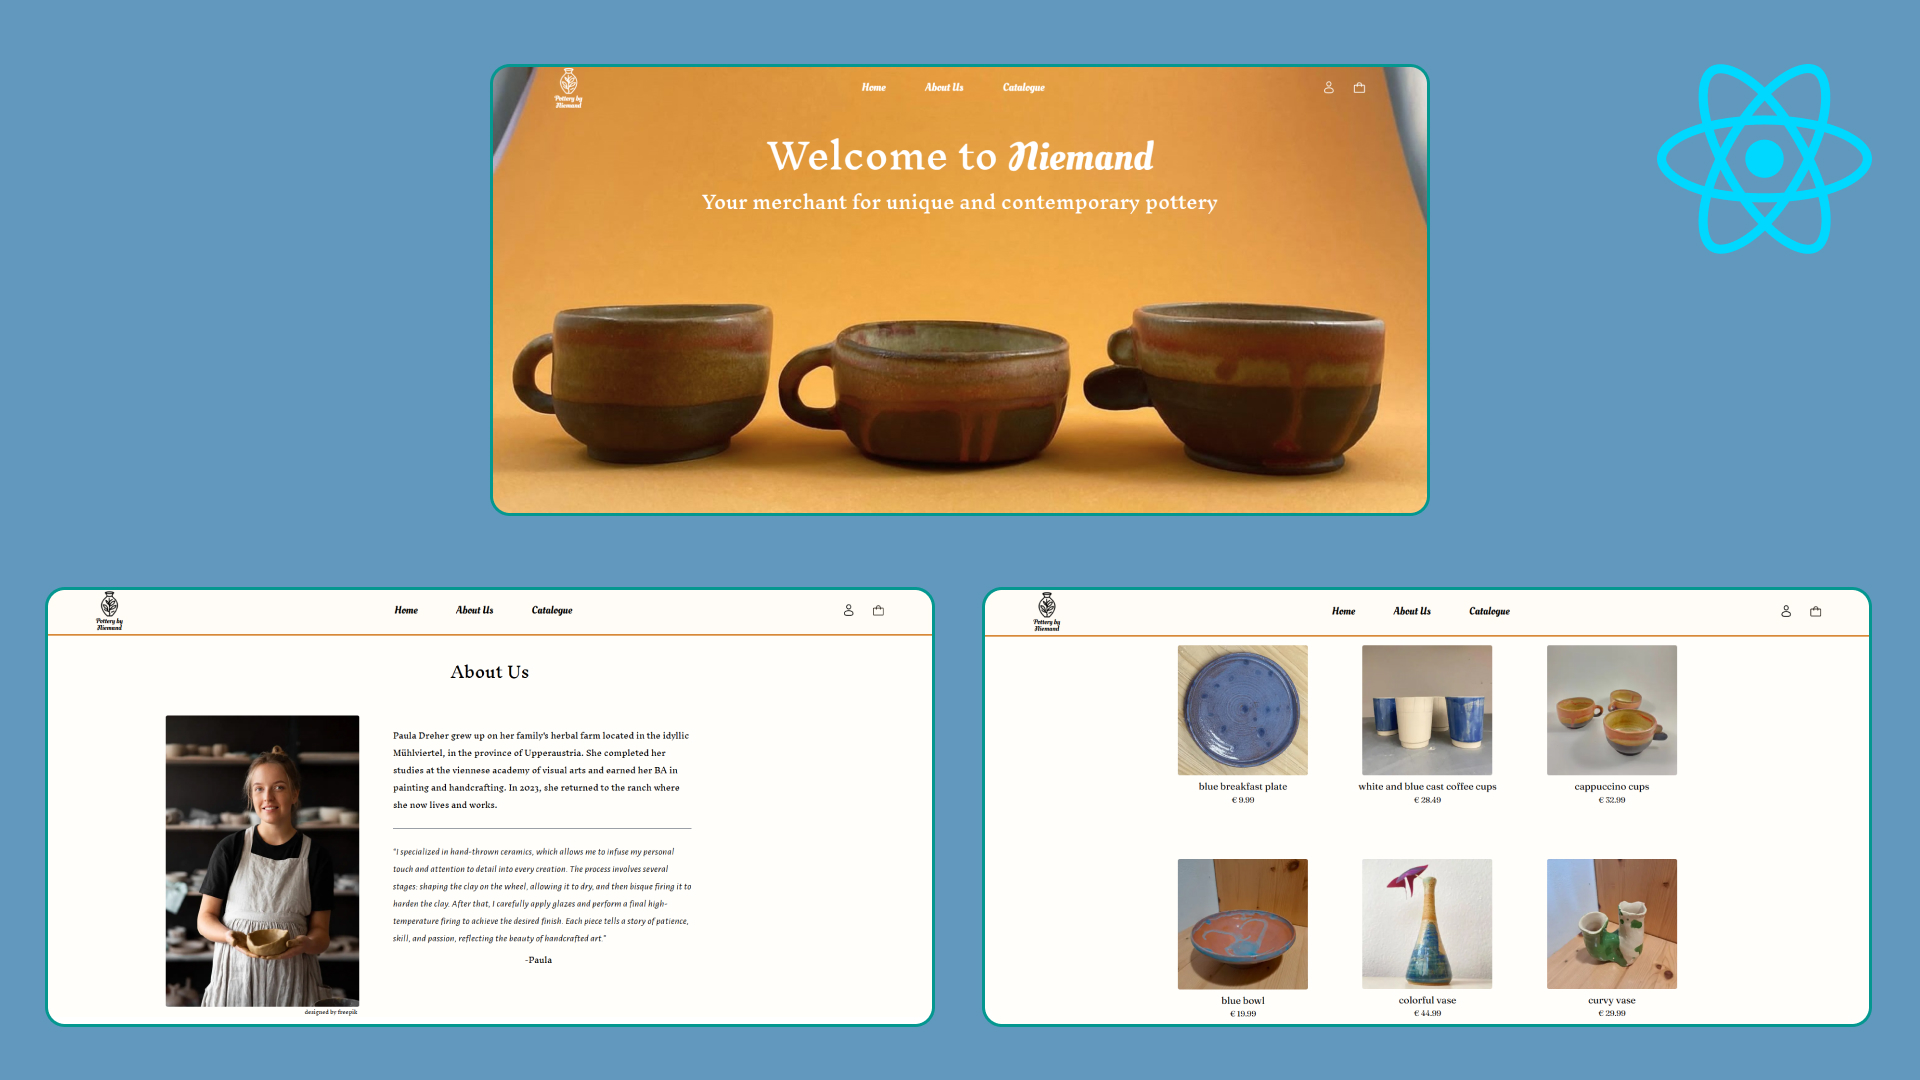 Pottery by
Niemand
Home About Us Catalogue
Welcome to Niemand
Your merchant for unique and contemporary pottery
Pottery by
Niemand
Home About Us Catalogue
About Us
Paula Dreher grew up on her family's herbal farm located in the idyllic
Mühlviertel, in the province of Upperaustria. She completed her
studies at the viennese academy of visual arts and earned her BA in
painting and handcrafting. In 2023, she returned to the ranch where
she now lives and works.
"I specialized in hand-thrown ceramics, which allows me to infuse my personal
touch and attention to detail into every creation. The process involves several
stages: shaping the clay on the wheel, allowing it to dry, and then bisque firing it to
harden the clay. After that, I carefully apply glazes and perform a final high-
temperature firing to achieve the desired finish. Each piece tells a story of patience,
skill, and passion, reflecting the beauty of handcrafted art."
-Paula
designed by freepik
Pottery by
Niemand
Home About Us Catalogue
blue breakfast plate
€ 9.99
white and blue cast coffee cups
€ 28.49
cappuccino cups
€ 32.99
blue bowl
€ 19.99
colorful vase
€ 44.99
curvy vase
€ 29.99